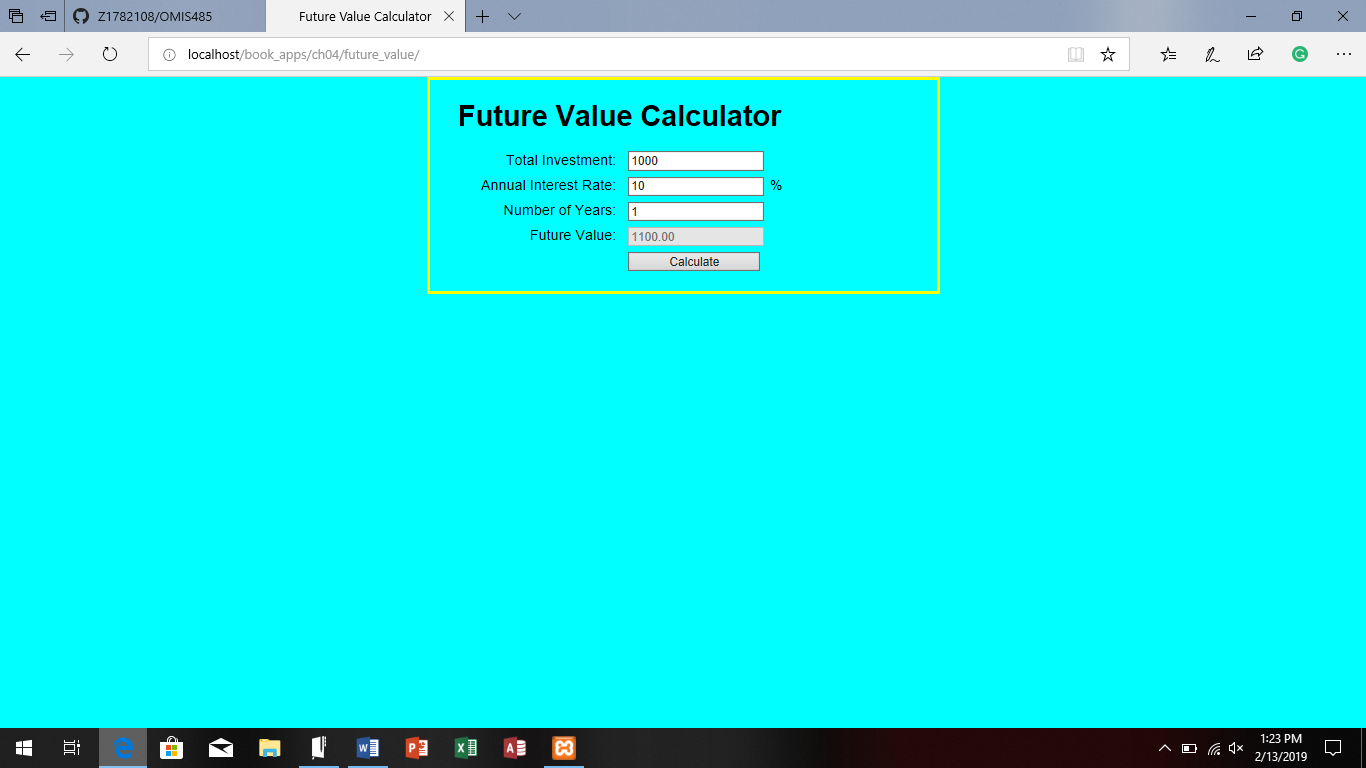 Z1782108/OMIS485
Future Value Calculator
localhost/book_apps/ch04/future_value/
Future Value Calculator
Total Investment: 1000
Annual Interest Rate: 10 %
Number of Years: 1
Future Value: 1100.00
Calculate
1:23 PM
2/13/2019